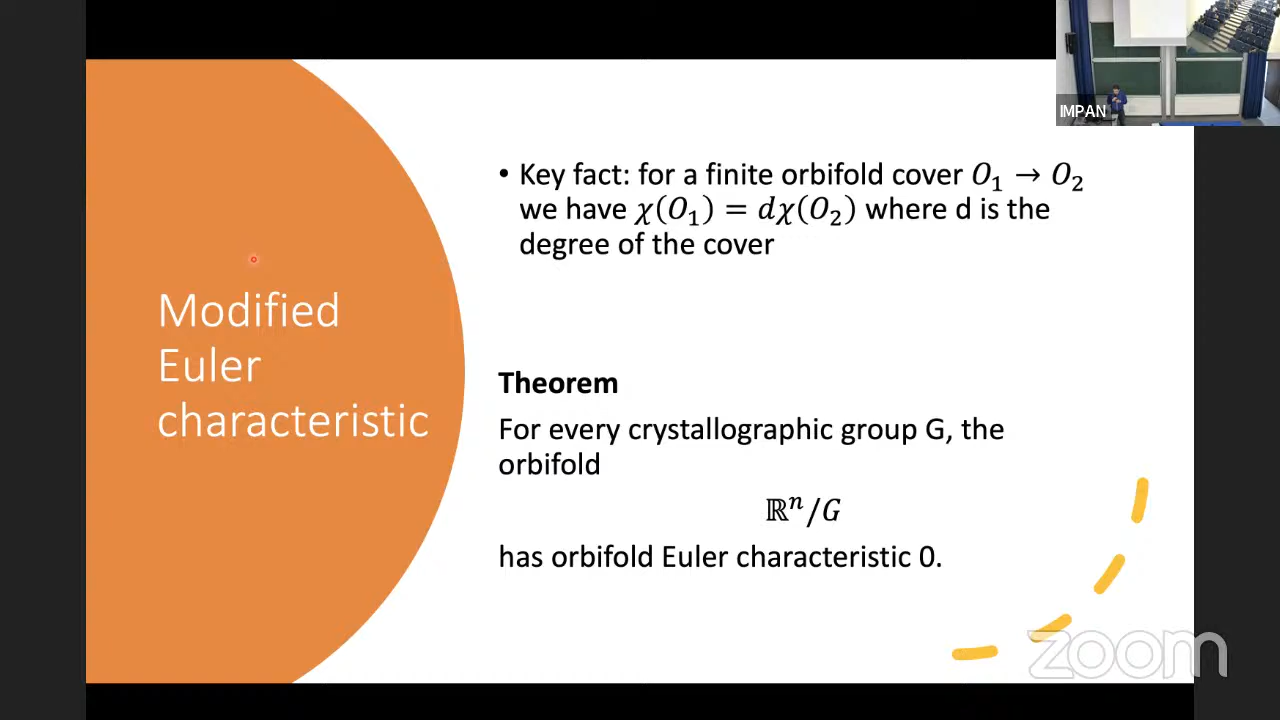 IMPAN
Modified
Euler
characteristic
• Key fact: for a finite orbifold cover 𝑂₁ → 𝑂₂
we have 𝜒(𝑂₁) = 𝑑𝜒(𝑂₂) where d is the
degree of the cover
Theorem
For every crystallographic group G, the
orbifold
ℝⁿ/𝐺
has orbifold Euler characteristic 0.
zoom